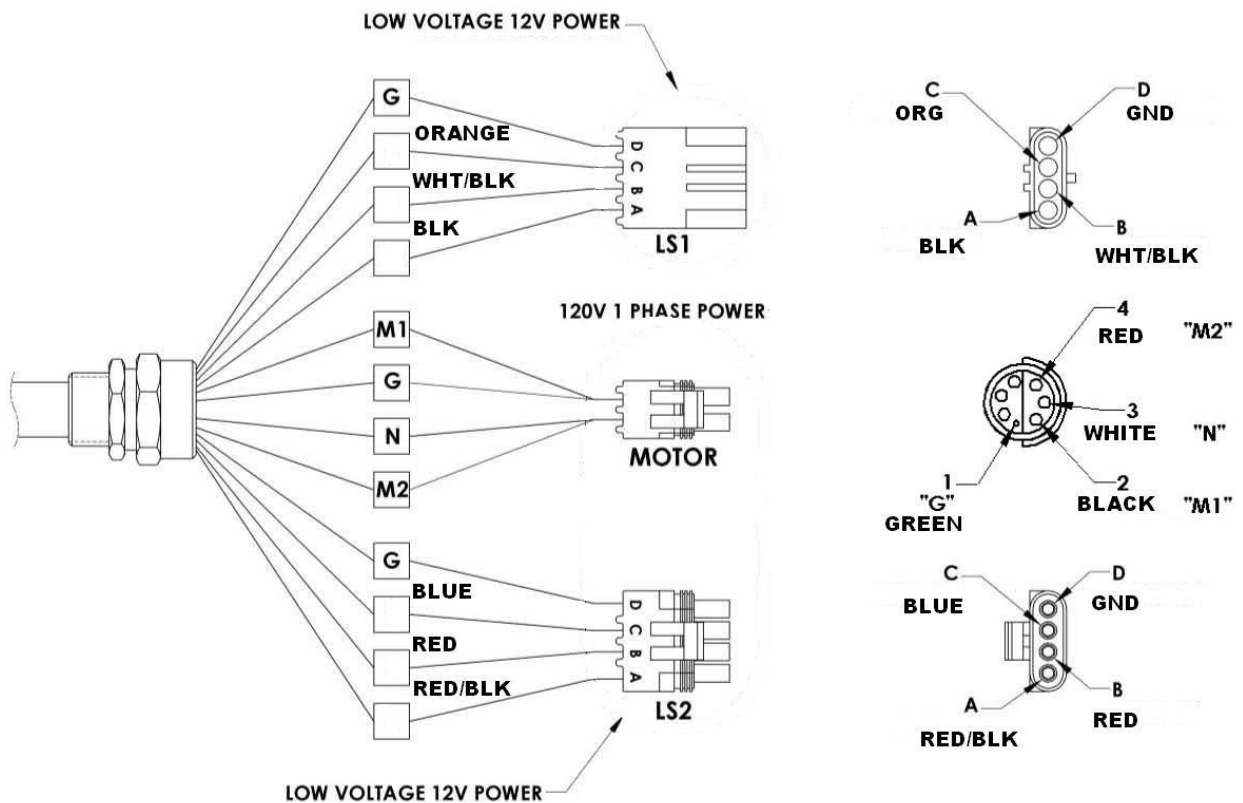 LOW VOLTAGE 12V POWER
G
ORANGE
WHT/BLK
BLK
D
C
B
A
LS1
C
ORG
D
GND
A
BLK
B
WHT/BLK
M1
G
N
M2
120V 1 PHASE POWER
MOTOR
4
RED "M2"
3
WHITE "N"
2
BLACK "M1"
1
"G"
GREEN
G
BLUE
RED
RED/BLK
D
C
B
A
LS2
C
BLUE
D
GND
A
RED/BLK
B
RED
LOW VOLTAGE 12V POWER